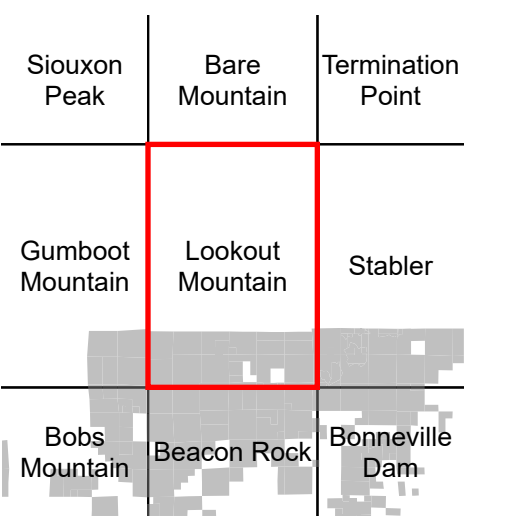 Siouxon
Peak
Bare
Mountain
Termination
Point
Gumboot
Mountain
Lookout
Mountain
Stabler
Bobs
Mountain
Beacon Rock
Bonneville
Dam